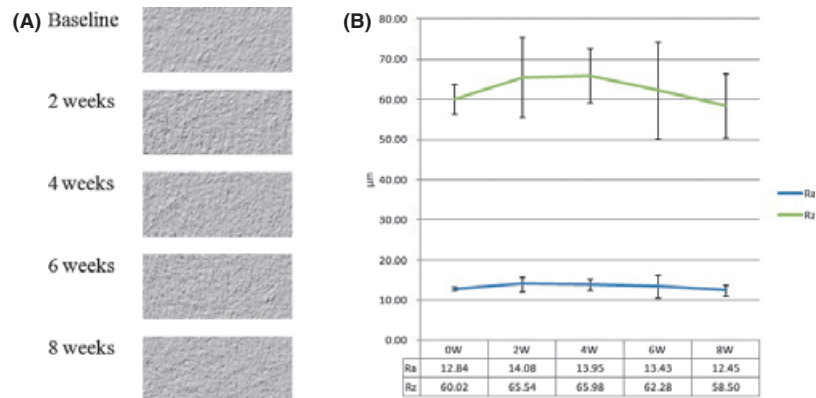 (A) Baseline
2 weeks
4 weeks
6 weeks
8 weeks
(B)
80.00
70.00
60.00
50.00
40.00
30.00
20.00
10.00
0.00
µm
0W 2W 4W 6W 8W
Ra 12.84 14.08 13.95 13.43 12.45
Rz 60.02 65.54 65.98 62.28 58.50
Ra
Rz